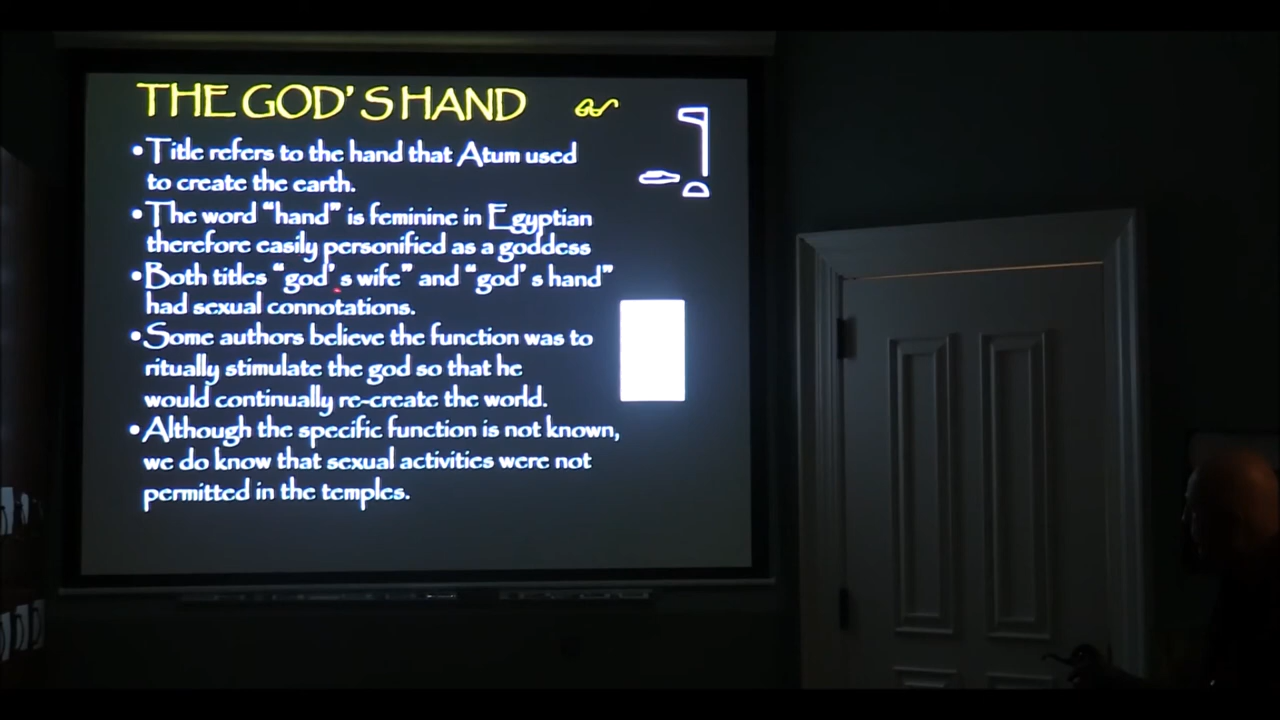 THE GOD'S HAND
•Title refers to the hand that Atum used
to create the earth.
•The word “hand” is feminine in Egyptian
therefore easily personified as a goddess
•Both titles “god's wife” and “god's hand”
had sexual connotations.
•Some authors believe the function was to
ritually stimulate the god so that he
would continually re-create the world.
•Although the specific function is not known,
we do know that sexual activities were not
permitted in the temples.